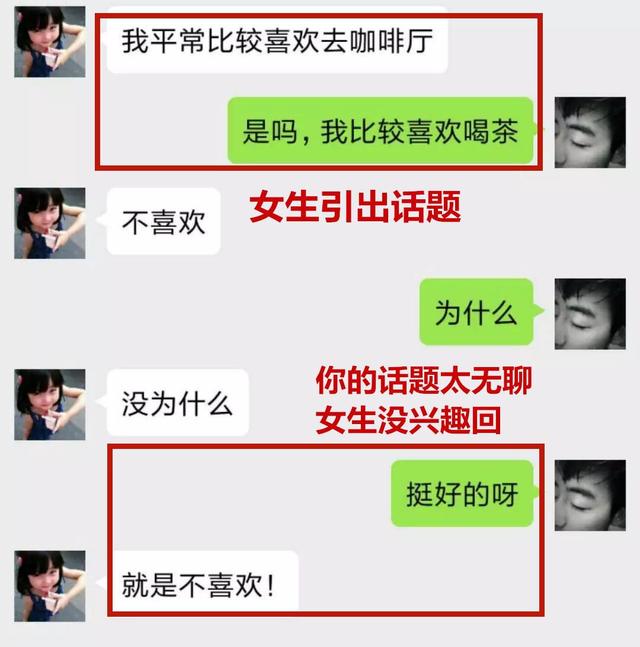 我平常比较喜欢去咖啡厅
是吗，我比较喜欢喝茶
女生引出话题
不喜欢
为什么
你的话题太无聊
女生没兴趣回
没为什么
挺好的呀
就是不喜欢！